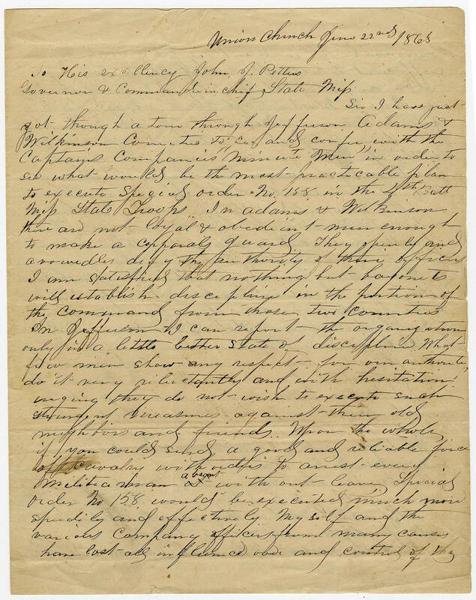 Union Church June 22nd / 1863
To His excellency John J. Pettus
Governor & Commander in chief, State Miss
Sir I have just
got through a tour through Jefferson Adams &
Wilkinson Counties to see and confer with the
Captains Companies "Minute Men" in order to
see what would be the most practicable plan
to execute Special order No. 158 in the 4th Batt
Miss State Troops. In Adams & Wilkinson
there are not loyal & obedient men enough
to make a corporals guard. They openly and
avowedly defy the authority of their officers
I am satisfied that nothing but bayonets
will establish discipline in the portion of
the command from those two counties
In Jefferson I can report the organization
only in a little better State of discipline. What
few men show any respect for our authority
do it very reluctantly and with hesitation
urging they do not wish to execute such
stringent measures against their old
neighbors and friends. Upon the whole
if you could send a good and reliable force
of cavalry with orders to arrest every
Militia man absent with out leave, Special
order No 158 would be executed much more
speedily and effectively. My self and the
various Company officers from many causes
have lost all influence over and control of the